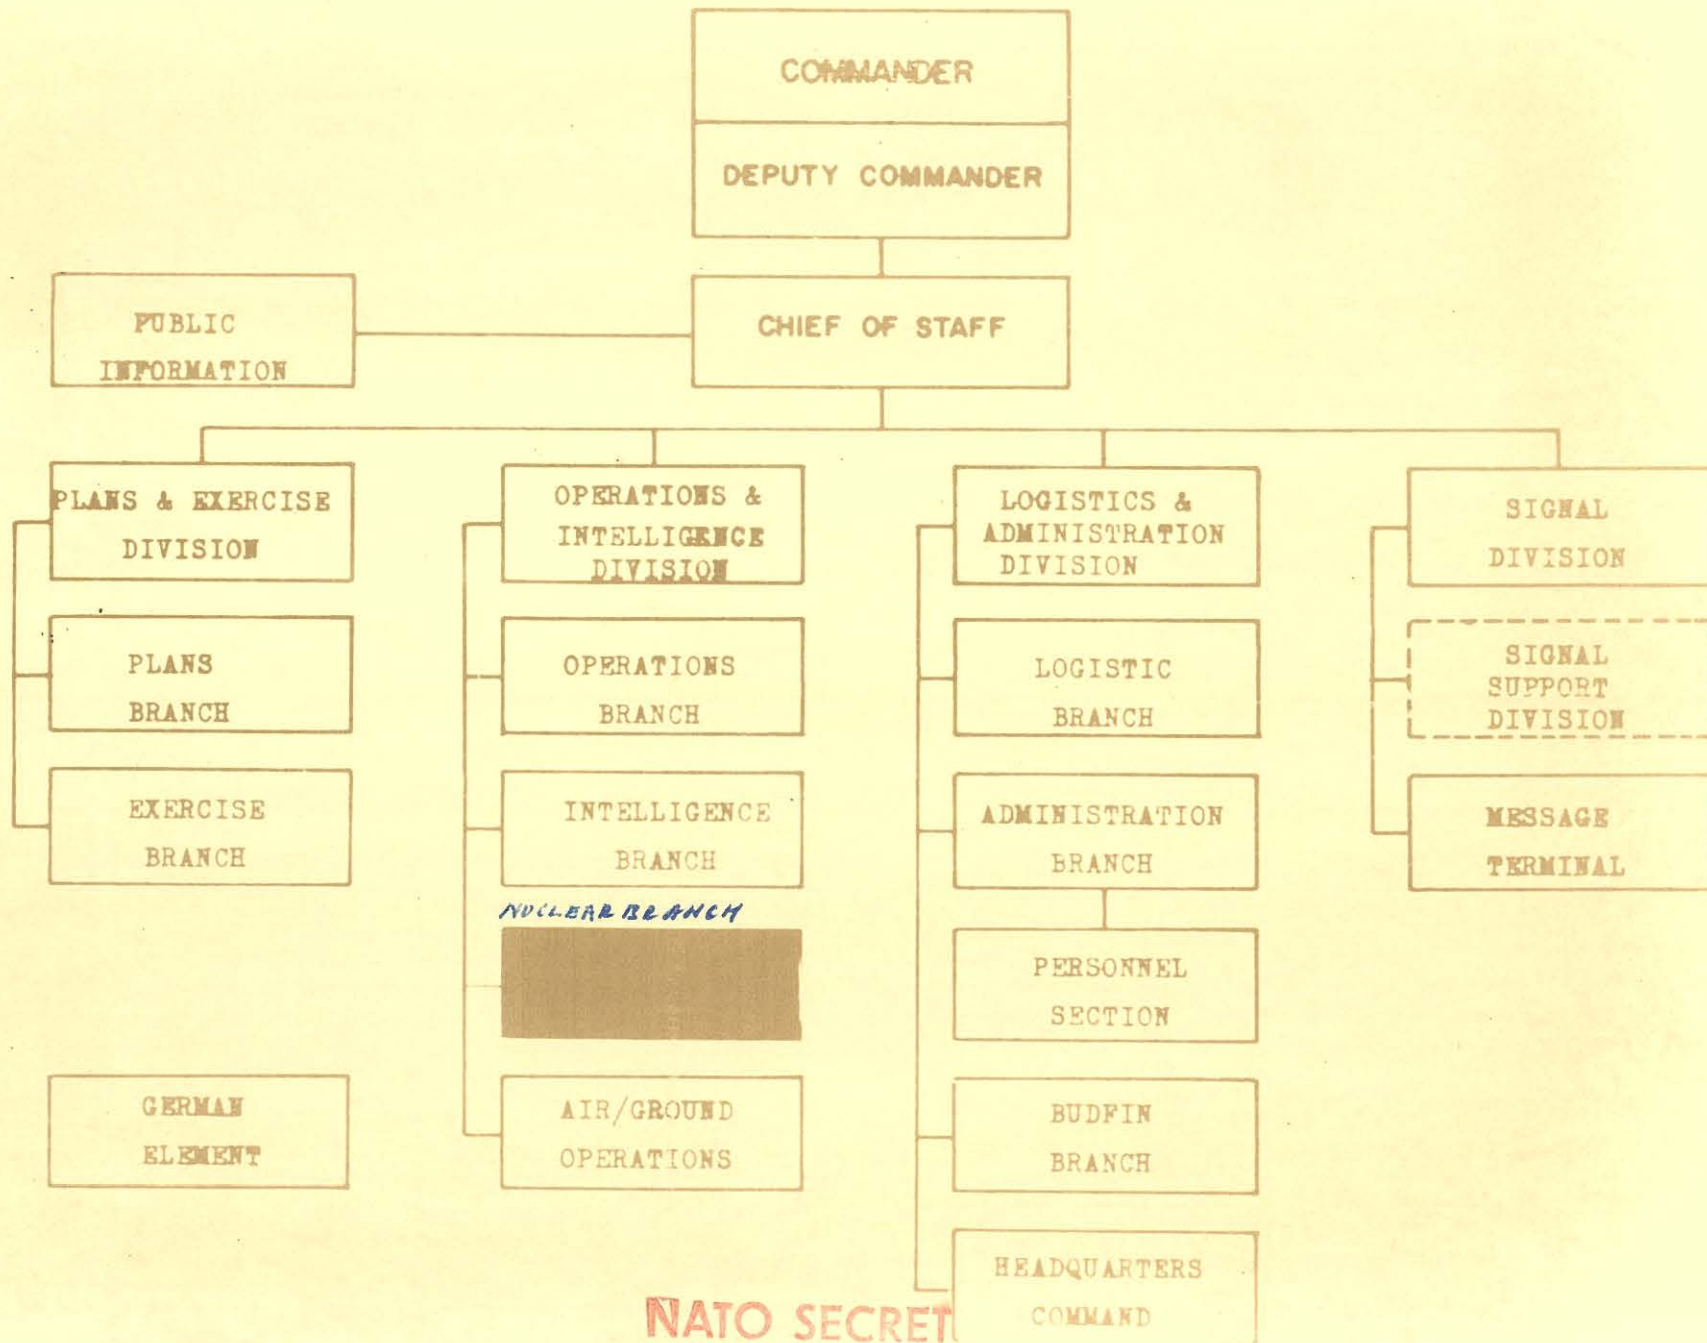 COMMANDER
DEPUTY COMMANDER
PUBLIC
INFORMATION
CHIEF OF STAFF
PLANS & EXERCISE
DIVISION
PLANS
BRANCH
EXERCISE
BRANCH
GERMAN
ELEMENT
OPERATIONS &
INTELLIGENCE
DIVISION
OPERATIONS
BRANCH
INTELLIGENCE
BRANCH
NUCLEAR BRANCH
AIR/GROUND
OPERATIONS
LOGISTICS &
ADMINISTRATION
DIVISION
LOGISTIC
BRANCH
ADMINISTRATION
BRANCH
PERSONNEL
SECTION
BUDFIN
BRANCH
HEADQUARTERS
COMMAND
SIGNAL
DIVISION
SIGNAL
SUPPORT
DIVISION
MESSAGE
TERMINAL
NATO SECRET